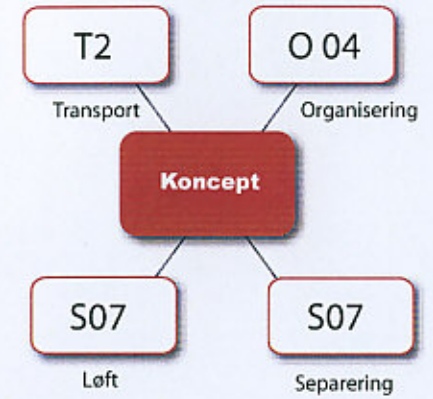 T2
O 04
Transport
Organisering
Koncept
S07
S07
Løft
Separering